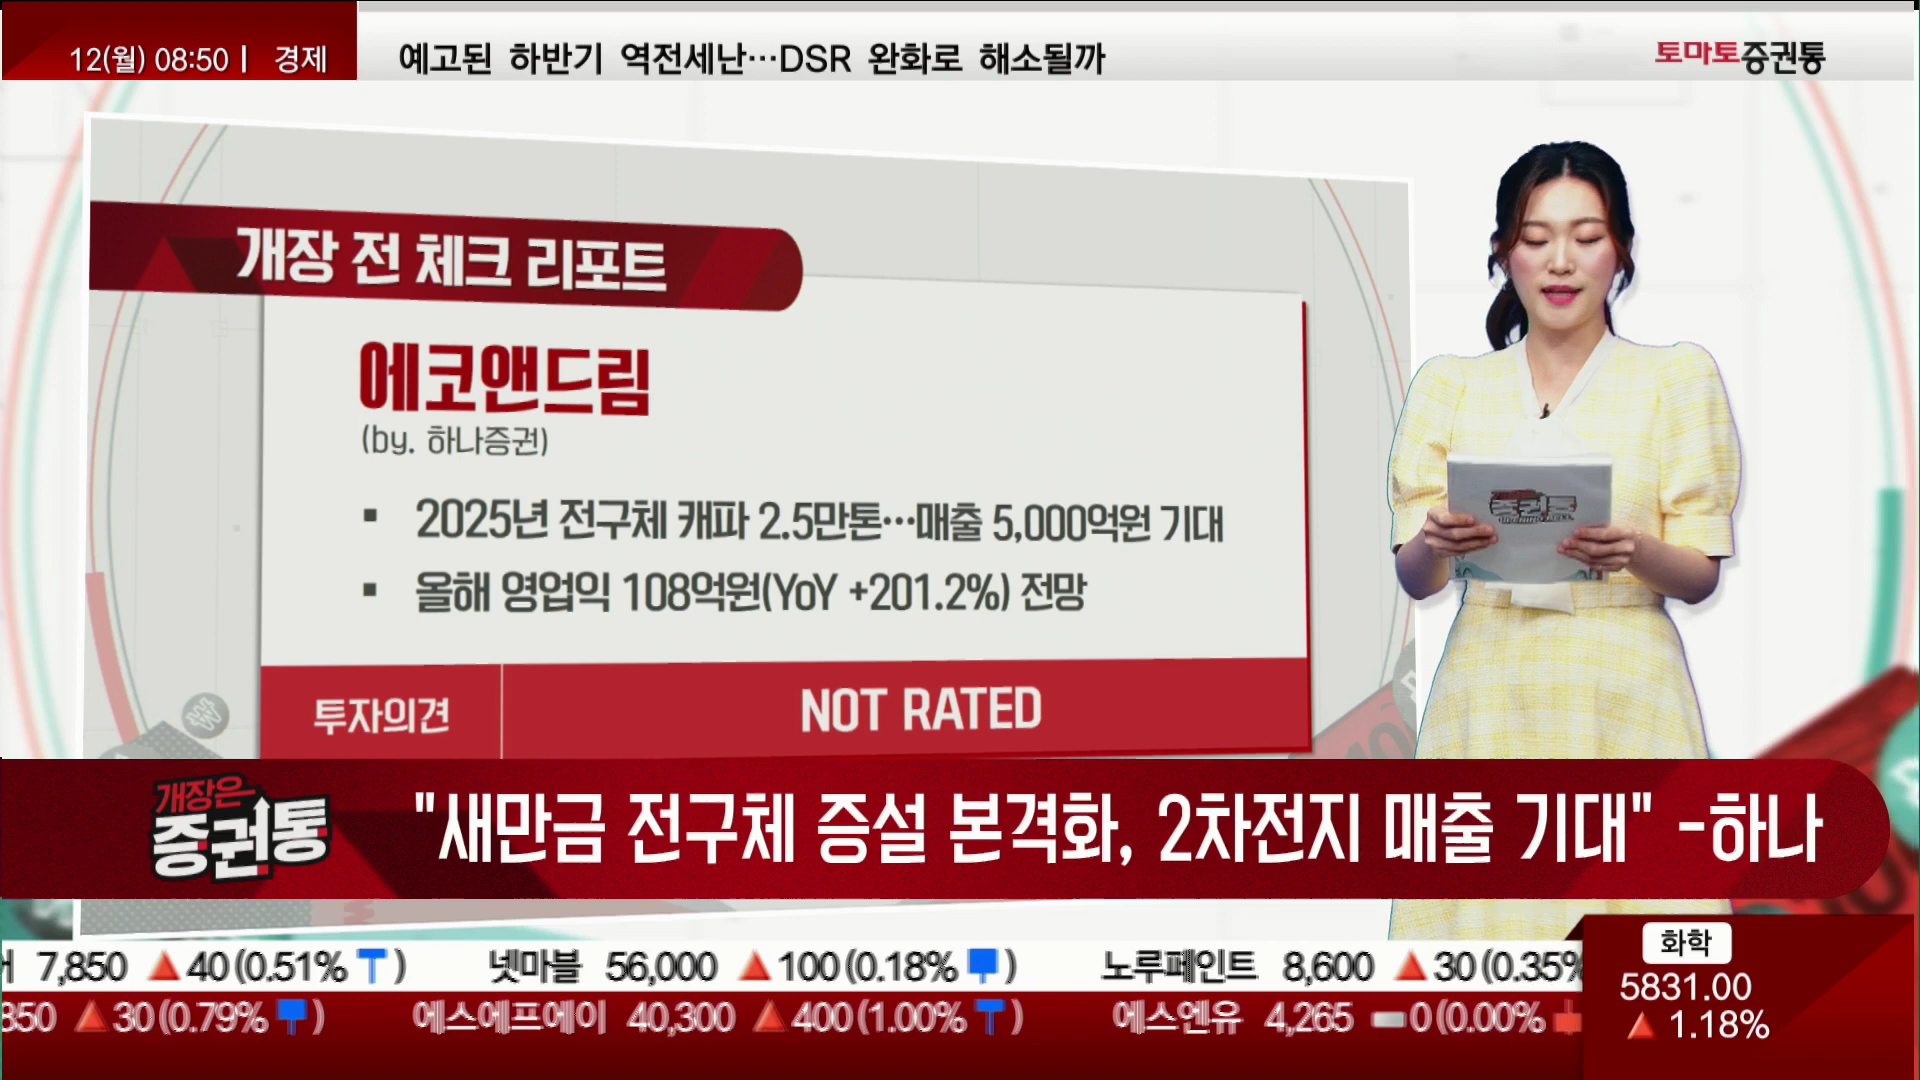 12(월) 08:50 | 경제
예고된 하반기 역전세난···DSR 완화로 해소될까
토마토증권통
개장 전 체크 리포트
에코앤드림
(by. 하나증권)
▪ 2025년 전구체 캐파 2.5만톤···매출 5,000억원 기대
▪ 올해 영업익 108억원(YoY +201.2%) 전망
투자의견
NOT RATED
개장은
증권통
"새만금 전구체 증설 본격화, 2차전지 매출 기대" -하나
7,850 ▲40(0.51% ) 넷마블 56,000 ▲100(0.18% ) 노루페인트 8,600 ▲30(0.35%
850 ▲30(0.79% ) 에스에프에이 40,300 ▲400(1.00% ) 에스엔유 4,265 0(0.00%
화학
5831.00
▲ 1.18%